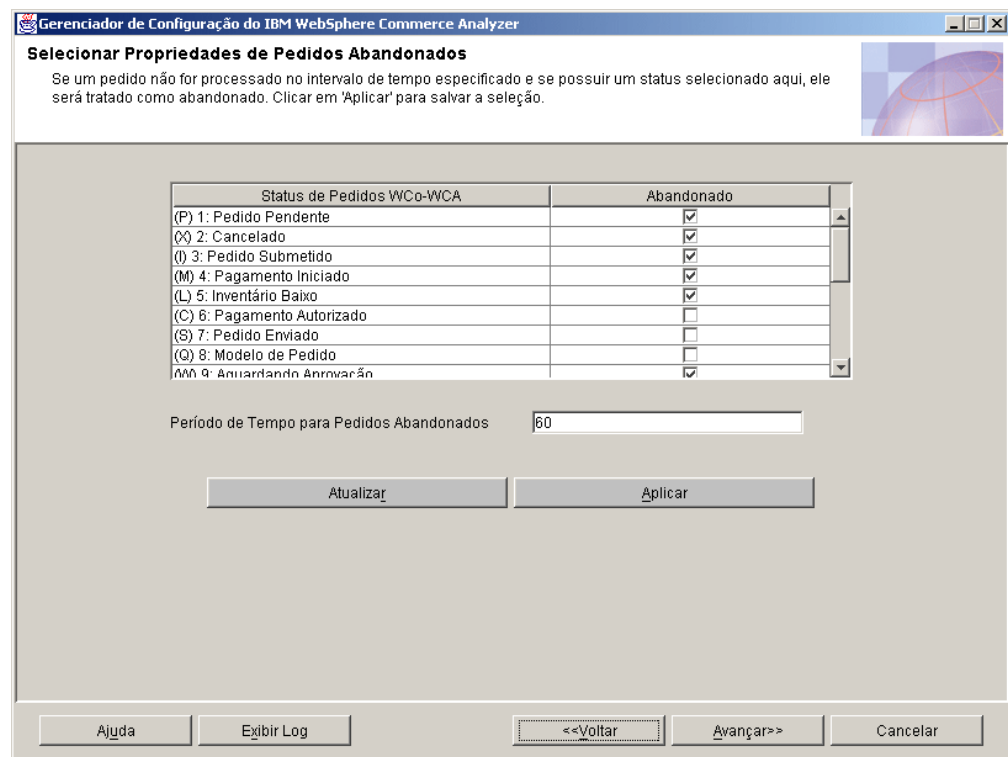 Gerenciador de Configuração do IBM WebSphere Commerce Analyzer
Selecionar Propriedades de Pedidos Abandonados
Se um pedido não for processado no intervalo de tempo especificado e se possuir um status selecionado aqui, ele
será tratado como abandonado. Clicar em 'Aplicar' para salvar a seleção.
Status de Pedidos WCo-WCA Abandonado
(P) 1: Pedido Pendente
(X) 2: Cancelado
(I) 3: Pedido Submetido
(M) 4: Pagamento Iniciado
(L) 5: Inventário Baixo
(C) 6: Pagamento Autorizado
(S) 7: Pedido Enviado
(Q) 8: Modelo de Pedido
(W) 9: Aguardando Aprovação
Período de Tempo para Pedidos Abandonados 60
Atualizar Aplicar
Ajuda Exibir Log <<Voltar Avançar>> Cancelar